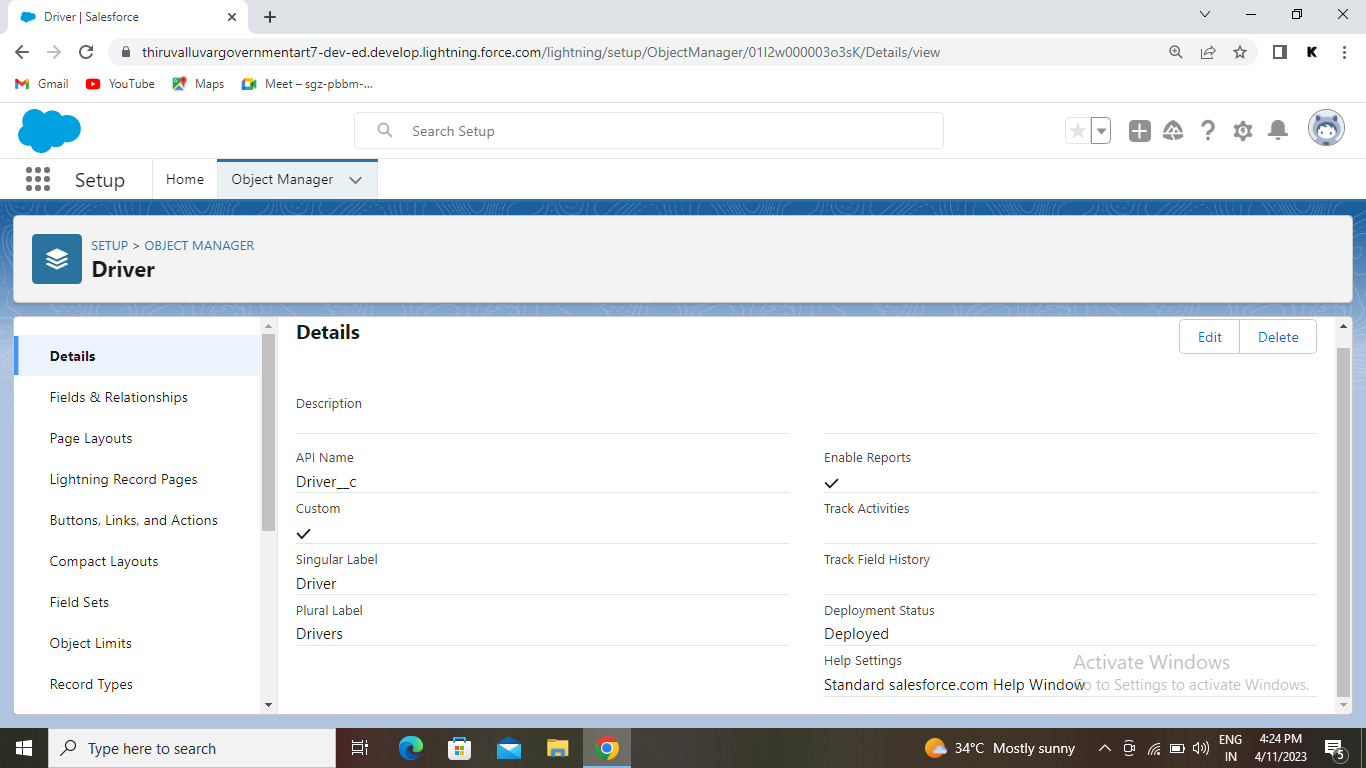 Driver | Salesforce
thiruvalluvargovernmentart7-dev-ed.develop.lightning.force.com/lightning/setup/ObjectManager/01I2w000003o3sK/Details/view
K
Gmail YouTube Maps Meet – sgz-pbbm-...
Search Setup
Setup Home Object Manager
SETUP > OBJECT MANAGER
Driver
Details
Fields & Relationships
Page Layouts
Lightning Record Pages
Buttons, Links, and Actions
Compact Layouts
Field Sets
Object Limits
Record Types
Details
Edit Delete
Description
API Name
Driver__c
Custom
Singular Label
Driver
Plural Label
Drivers
Enable Reports
Track Activities
Track Field History
Deployment Status
Deployed
Help Settings
Standard salesforce.com Help Window
Activate Windows
Go to Settings to activate Windows.
Type here to search
34°C Mostly sunny
ENG
IN
4:24 PM
4/11/2023
5